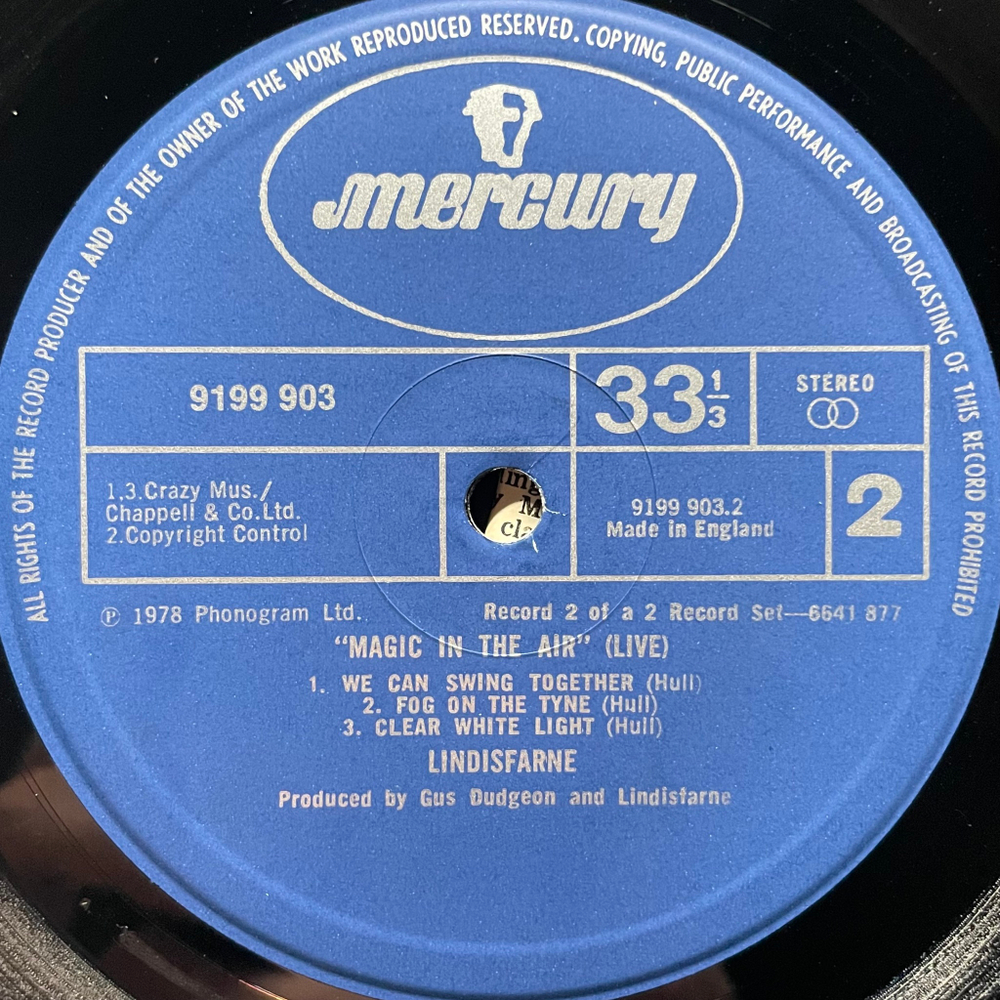 ALL RIGHTS OF THE RECORD PRODUCER AND OF THE OWNER OF THE WORK REPRODUCED RESERVED. COPYING, PUBLIC PERFORMANCE AND BROADCASTING OF THIS RECORD PROHIBITED
mercury
9199 903
33 1/3
STEREO
1,3.Crazy Mus./
Chappell & Co.Ltd.
2.Copyright Control
9199 903.2
Made in England
2
℗ 1978 Phonogram Ltd.
Record 2 of a 2 Record Set—6641 877
"MAGIC IN THE AIR" (LIVE)
1. WE CAN SWING TOGETHER (Hull)
2. FOG ON THE TYNE (Hull)
3. CLEAR WHITE LIGHT (Hull)
LINDISFARNE
Produced by Gus Dudgeon and Lindisfarne